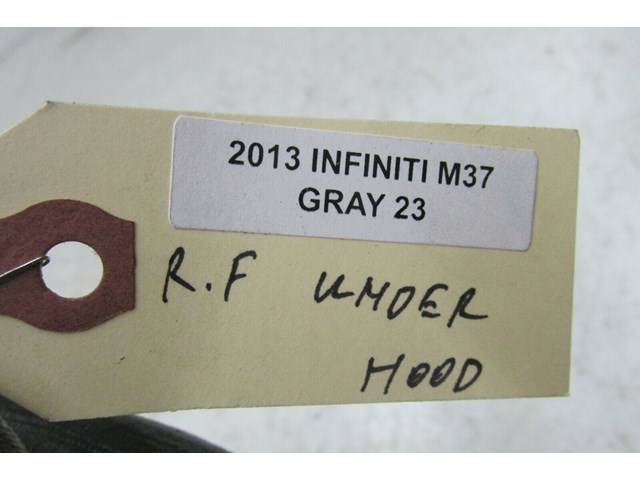 2013 INFINITI M37
GRAY 23
R.F UNDER
HOOD